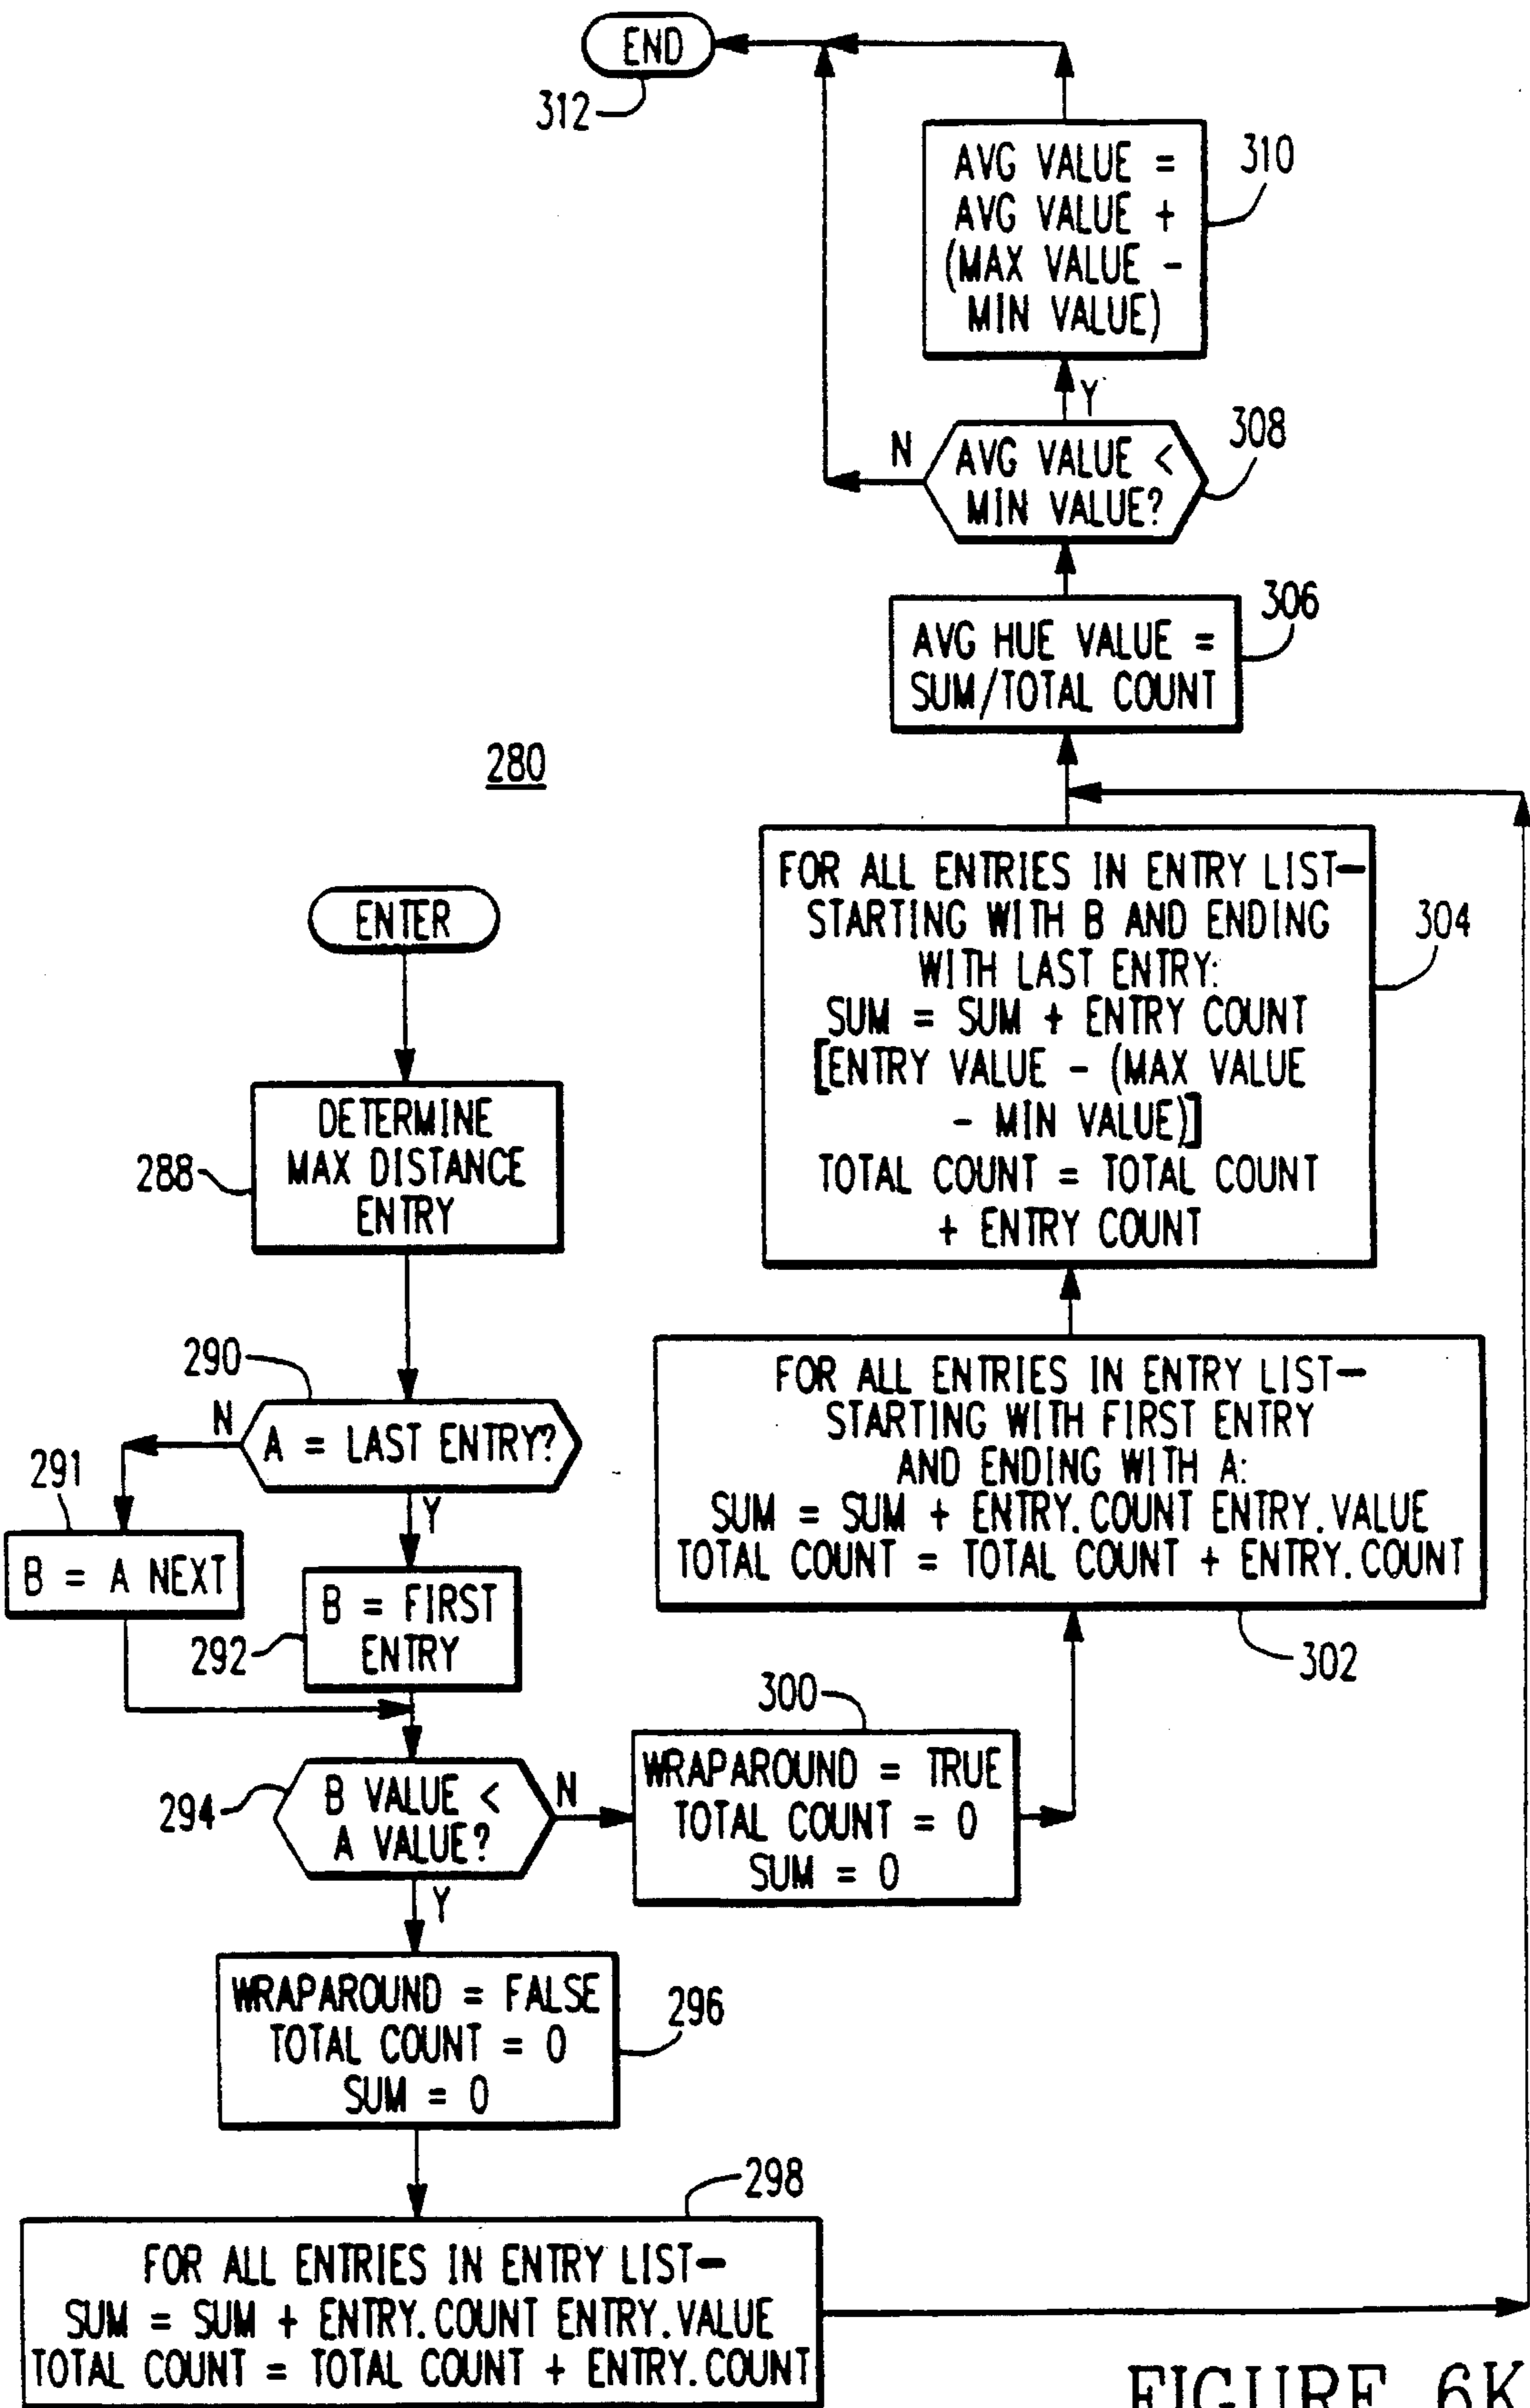 END
312
AVG VALUE =
AVG VALUE +
(MAX VALUE -
MIN VALUE)
310
Y
N
AVG VALUE <
MIN VALUE?
308
AVG HUE VALUE =
SUM/TOTAL COUNT
306
280
FOR ALL ENTRIES IN ENTRY LIST-
STARTING WITH B AND ENDING
WITH LAST ENTRY:
SUM = SUM + ENTRY COUNT
[ENTRY VALUE - (MAX VALUE
- MIN VALUE)]
TOTAL COUNT = TOTAL COUNT
+ ENTRY COUNT
304
ENTER
DETERMINE
MAX DISTANCE
ENTRY
288
290
N
A = LAST ENTRY?
Y
291
B = A NEXT
B = FIRST
ENTRY
292
FOR ALL ENTRIES IN ENTRY LIST-
STARTING WITH FIRST ENTRY
AND ENDING WITH A:
SUM = SUM + ENTRY.COUNT ENTRY.VALUE
TOTAL COUNT = TOTAL COUNT + ENTRY.COUNT
302
300
WRAPAROUND = TRUE
TOTAL COUNT = 0
SUM = 0
294
B VALUE <
A VALUE?
N
Y
WRAPAROUND = FALSE
TOTAL COUNT = 0
SUM = 0
296
298
FOR ALL ENTRIES IN ENTRY LIST-
SUM = SUM + ENTRY.COUNT ENTRY.VALUE
TOTAL COUNT = TOTAL COUNT + ENTRY.COUNT
FIGURE 6K